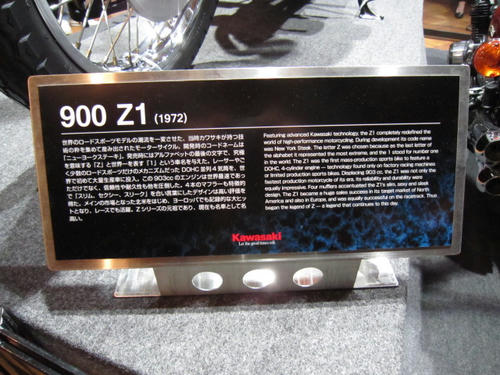 900 Z1 (1972)
世界のロードスポーツモデルの潮流を一変させた、当時カワサキが持つ技
術の粋を集めて産み出されたモーターサイクル。開発時のコードネームは
「ニューヨークステーキ」。発売時にはアルファベットの最後の文字で、究極
を意味する「Z」と世界一を表す「1」という車名を与えた。レーサーやご
く少数のロードスポーツだけのメカニズムだった DOHC 並列 4 気筒を、世
界で初めて大量生産車に投入。この 903cc のエンジンは世界最速であっ
ただけでなく、信頼性や耐久性も他を圧倒した。4 本のマフラーも特徴的
で「スリム、セクシー、スリーク」を合い言葉にしたデザインは高い評価を
得た。メインの市場となった北米をはじめ、ヨーロッパでも記録的な大ヒッ
トとなり、レースでも活躍。Zシリーズの元祖であり、現在も名車として名
高い。
Featuring advanced Kawasaki technology, the Z1 completely redefined the
world of high-performance motorcycling. During development its code name
was New York Steak. The letter Z was chosen because as the last letter of
the alphabet it represented the most extreme, and the 1 stood for number one
in the world. The Z1 was the first mass-production sports bike to feature a
DOHC, 4-cylinder engine — technology found only on factory racing machines
or limited production sports bikes. Displacing 903 cc, the Z1 was not only the
fastest production motorcycle of its era, its reliability and durability were
equally impressive. Four mufflers accentuated the Z1's slim, sexy and sleek
design. The Z1 became a huge sales success in its target market of North
America and also in Europe, and was equally successful on the racetrack. Thus
began the legend of Z — a legend that continues to this day.
Kawasaki
Let the good times roll.